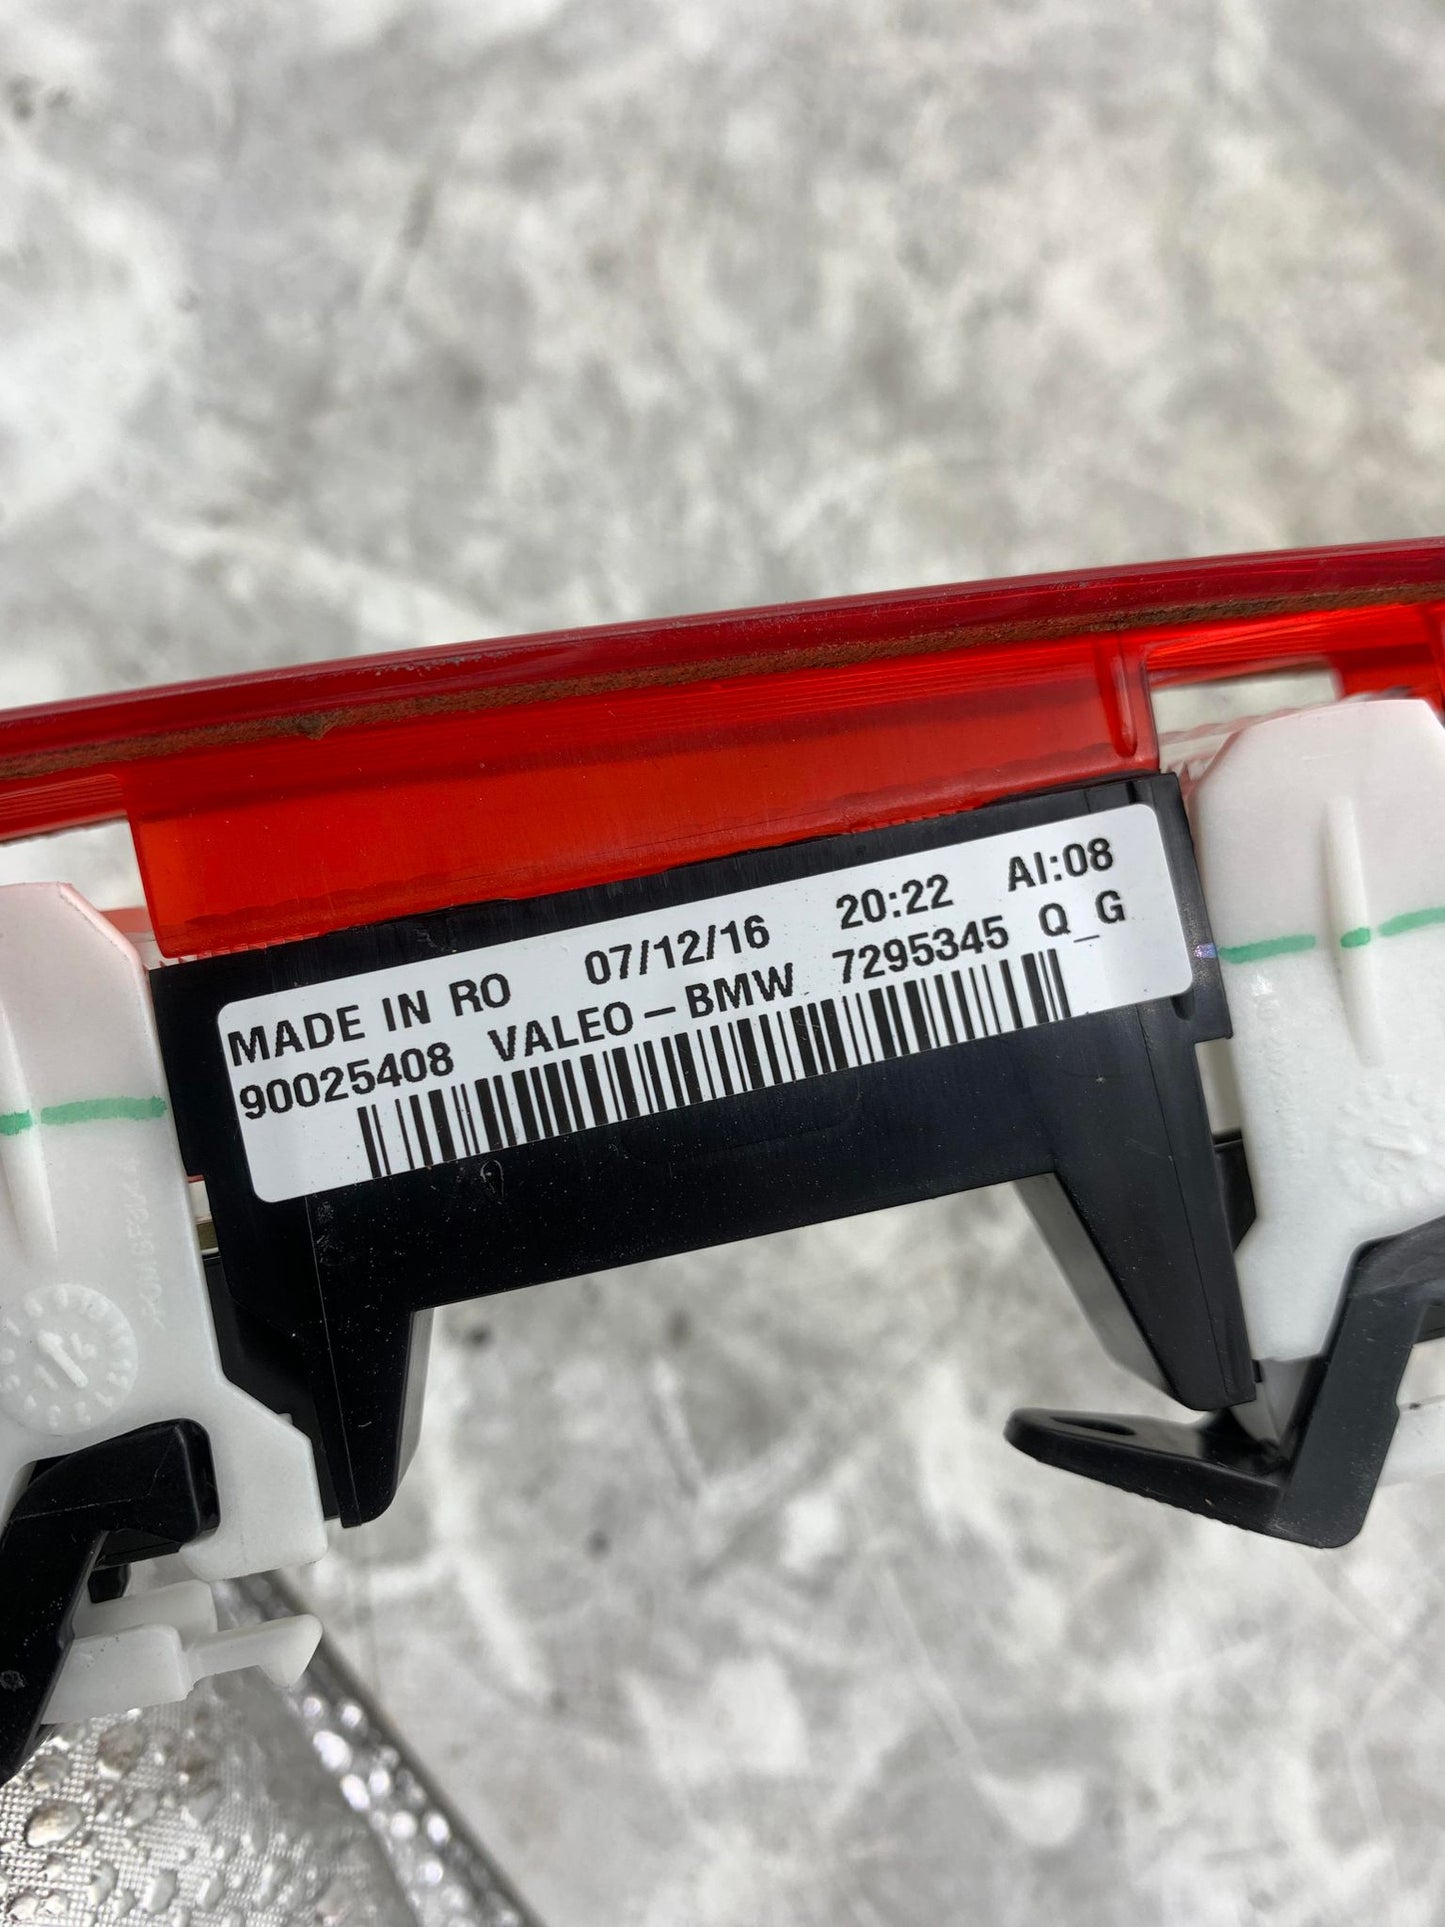 MADE IN RO 07/12/16 20:22 AI:08
90025408 VALEO-BMW 7295345 Q_G